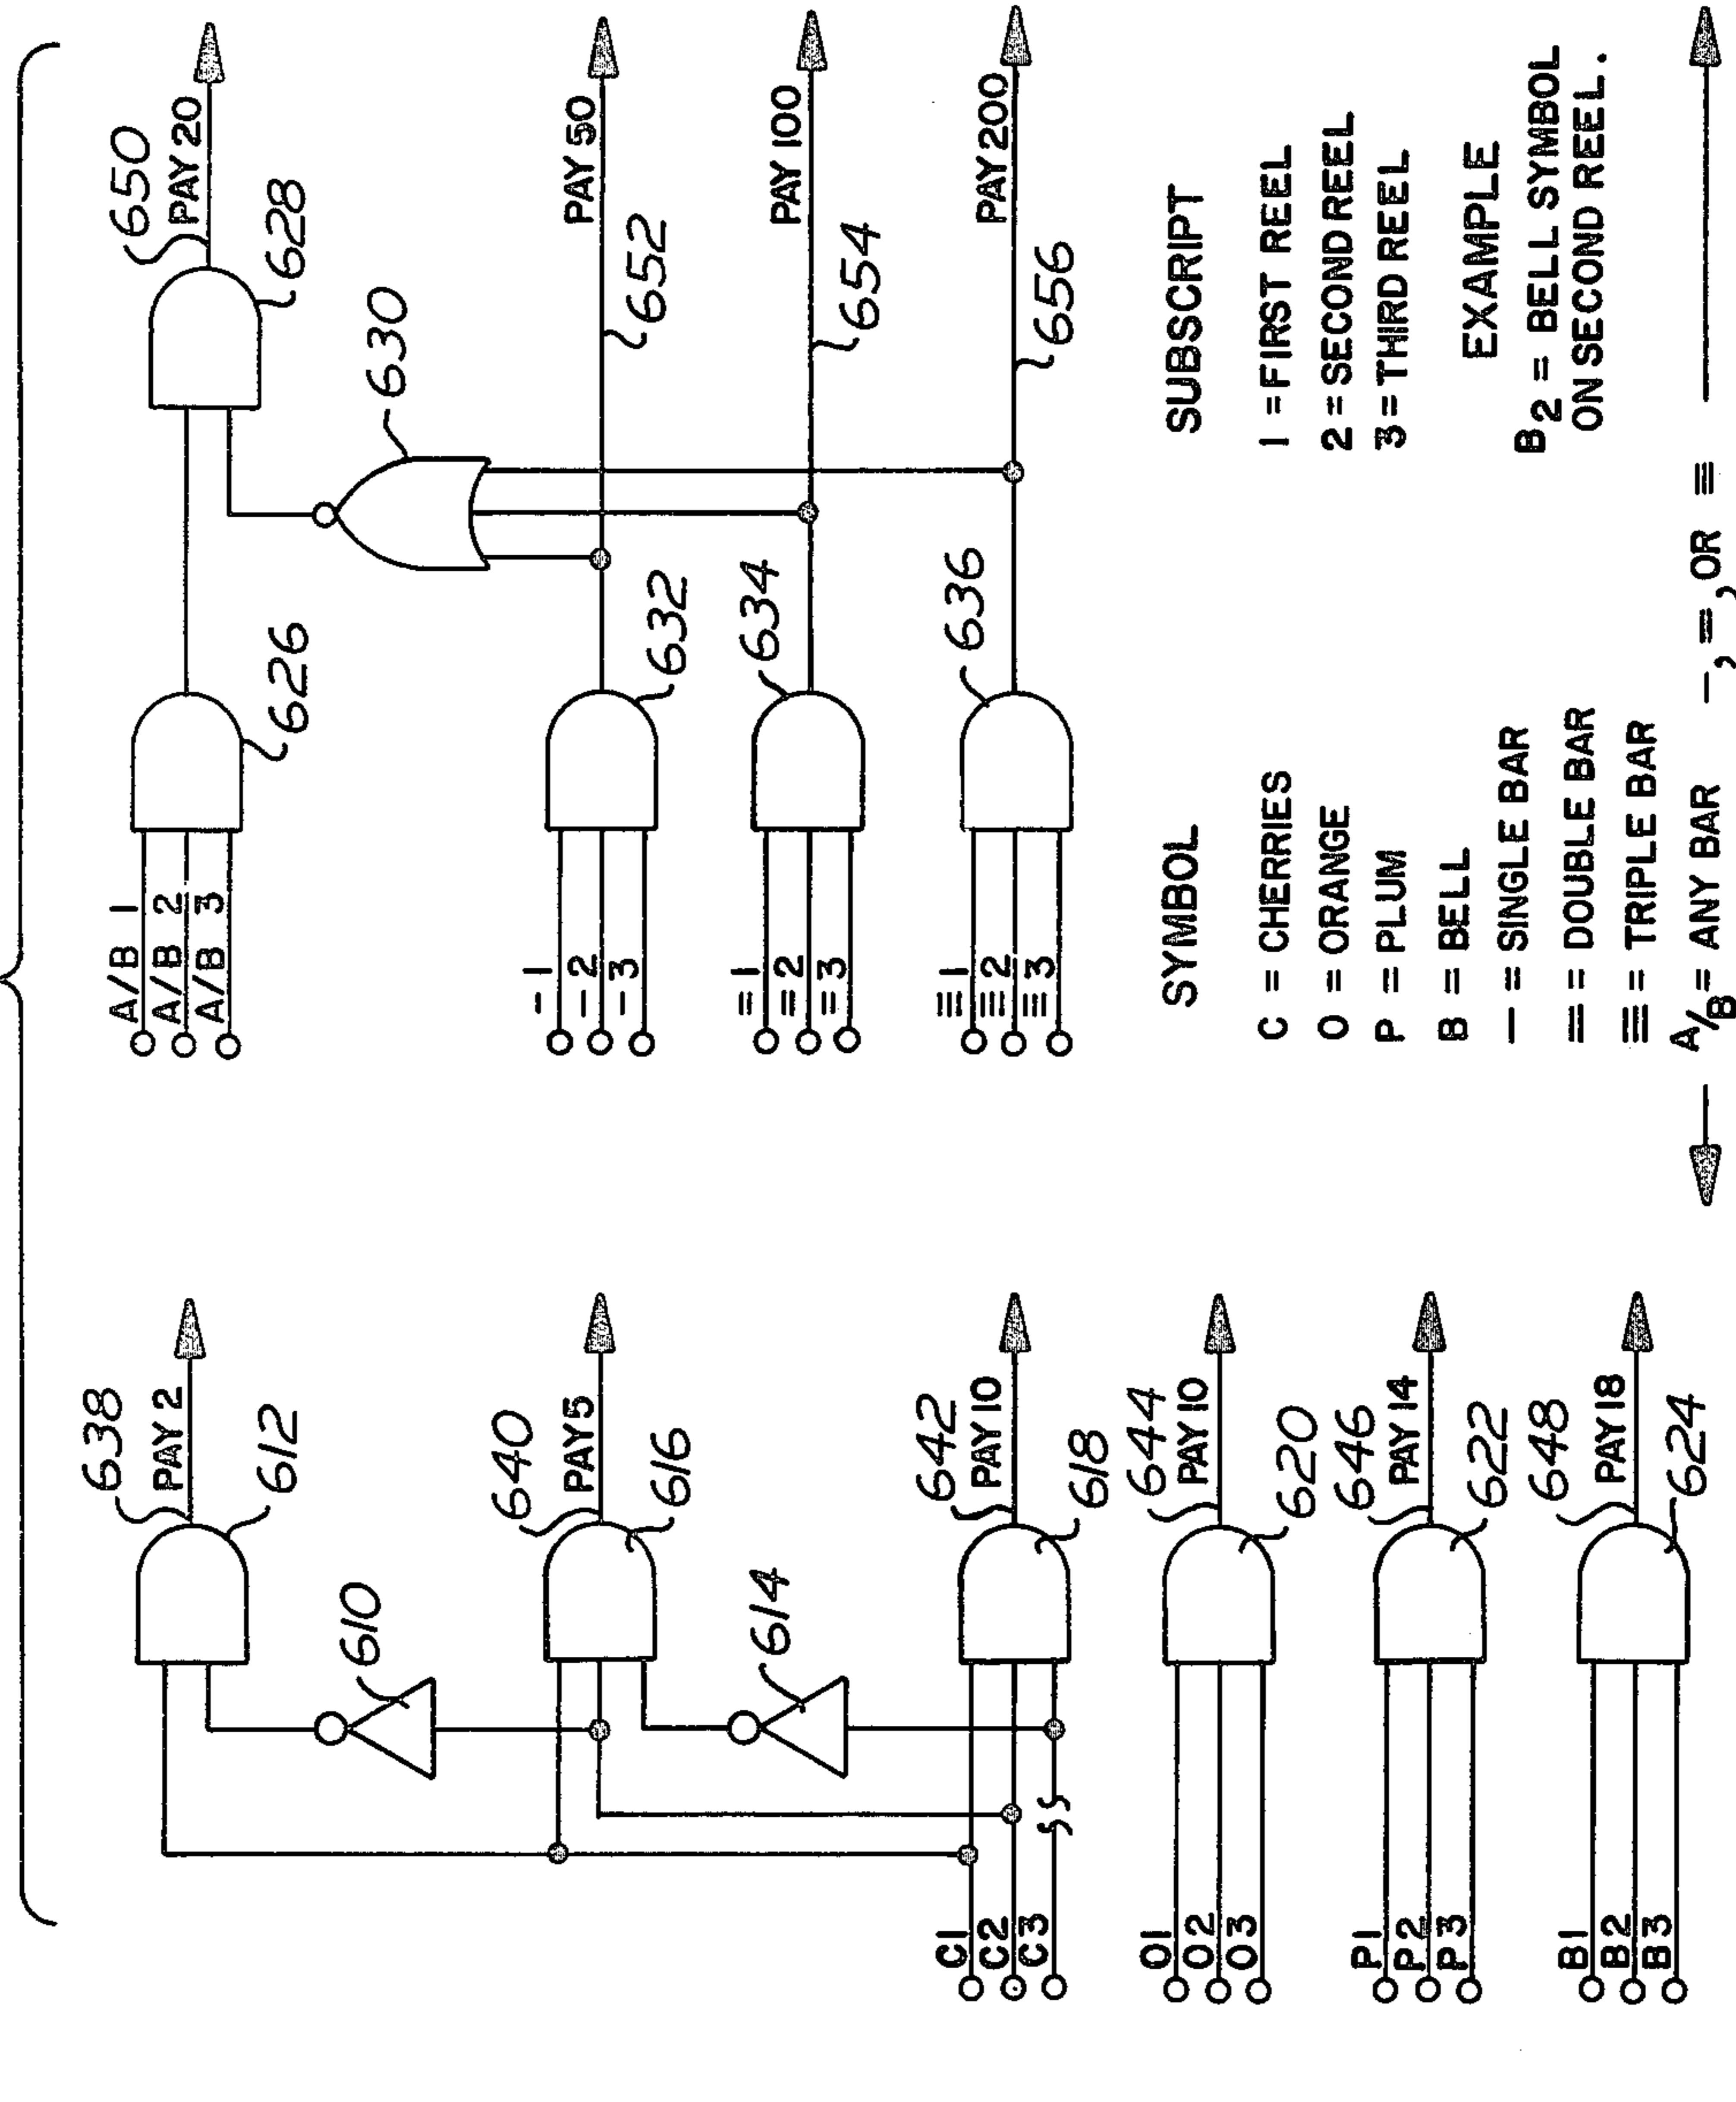 638
PAY 2
612
610
640
PAY 5
616
614
642
PAY 10
618
C1
C2
C3
644
PAY 10
620
O1
O2
O3
646
PAY 14
622
P1
P2
P3
648
PAY 18
624
B1
B2
B3
650
PAY 20
628
A/B 1
A/B 2
A/B 3
626
630
PAY 50
652
- 1
- 2
- 3
632
PAY 100
654
= 1
= 2
= 3
634
PAY 200
656
≡ 1
≡ 2
≡ 3
636
SYMBOL
C = CHERRIES
O = ORANGE
P = PLUM
B = BELL
— = SINGLE BAR
= = DOUBLE BAR
≡ = TRIPLE BAR
A/B = ANY BAR -, =, OR ≡
SUBSCRIPT
1 = FIRST REEL
2 = SECOND REEL
3 = THIRD REEL
EXAMPLE
B2 = BELL SYMBOL
ON SECOND REEL.